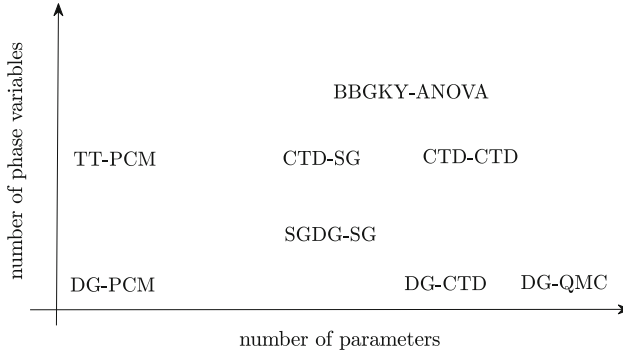 number of phase variables
BBGKY-ANOVA
TT-PCM CTD-SG CTD-CTD
SGDG-SG
DG-PCM DG-CTD DG-QMC
number of parameters